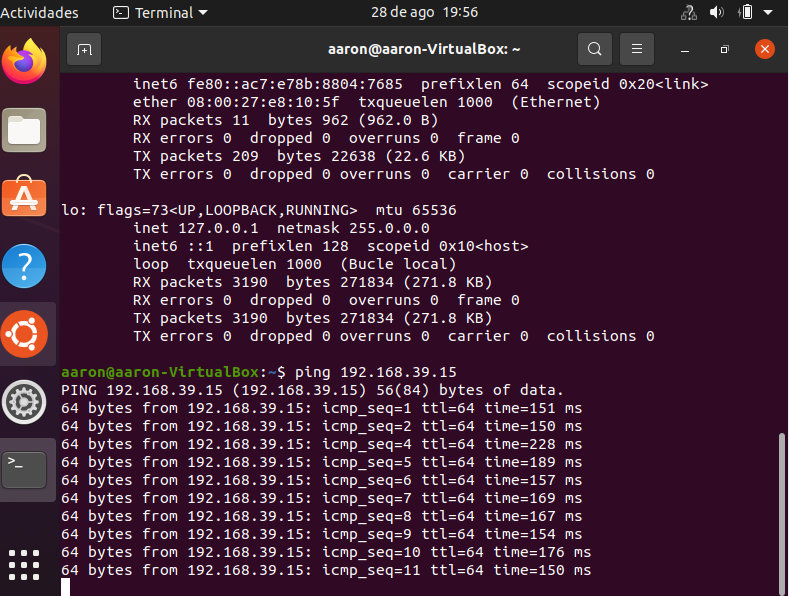 Actividades
Terminal
28 de ago 19:56
aaron@aaron-VirtualBox: ~
inet6 fe80::ac7:e78b:8804:7685 prefixlen 64 scopeid 0x20<link>
ether 08:00:27:e8:10:5f txqueuelen 1000 (Ethernet)
RX packets 11 bytes 962 (962.0 B)
RX errors 0 dropped 0 overruns 0 frame 0
TX packets 209 bytes 22638 (22.6 KB)
TX errors 0 dropped 0 overruns 0 carrier 0 collisions 0
lo: flags=73<UP,LOOPBACK,RUNNING> mtu 65536
inet 127.0.0.1 netmask 255.0.0.0
inet6 ::1 prefixlen 128 scopeid 0x10<host>
loop txqueuelen 1000 (Bucle local)
RX packets 3190 bytes 271834 (271.8 KB)
RX errors 0 dropped 0 overruns 0 frame 0
TX packets 3190 bytes 271834 (271.8 KB)
TX errors 0 dropped 0 overruns 0 carrier 0 collisions 0
aaron@aaron-VirtualBox:~$ ping 192.168.39.15
PING 192.168.39.15 (192.168.39.15) 56(84) bytes of data.
64 bytes from 192.168.39.15: icmp_seq=1 ttl=64 time=151 ms
64 bytes from 192.168.39.15: icmp_seq=2 ttl=64 time=150 ms
64 bytes from 192.168.39.15: icmp_seq=4 ttl=64 time=228 ms
64 bytes from 192.168.39.15: icmp_seq=5 ttl=64 time=189 ms
64 bytes from 192.168.39.15: icmp_seq=6 ttl=64 time=157 ms
64 bytes from 192.168.39.15: icmp_seq=7 ttl=64 time=169 ms
64 bytes from 192.168.39.15: icmp_seq=8 ttl=64 time=167 ms
64 bytes from 192.168.39.15: icmp_seq=9 ttl=64 time=154 ms
64 bytes from 192.168.39.15: icmp_seq=10 ttl=64 time=176 ms
64 bytes from 192.168.39.15: icmp_seq=11 ttl=64 time=150 ms